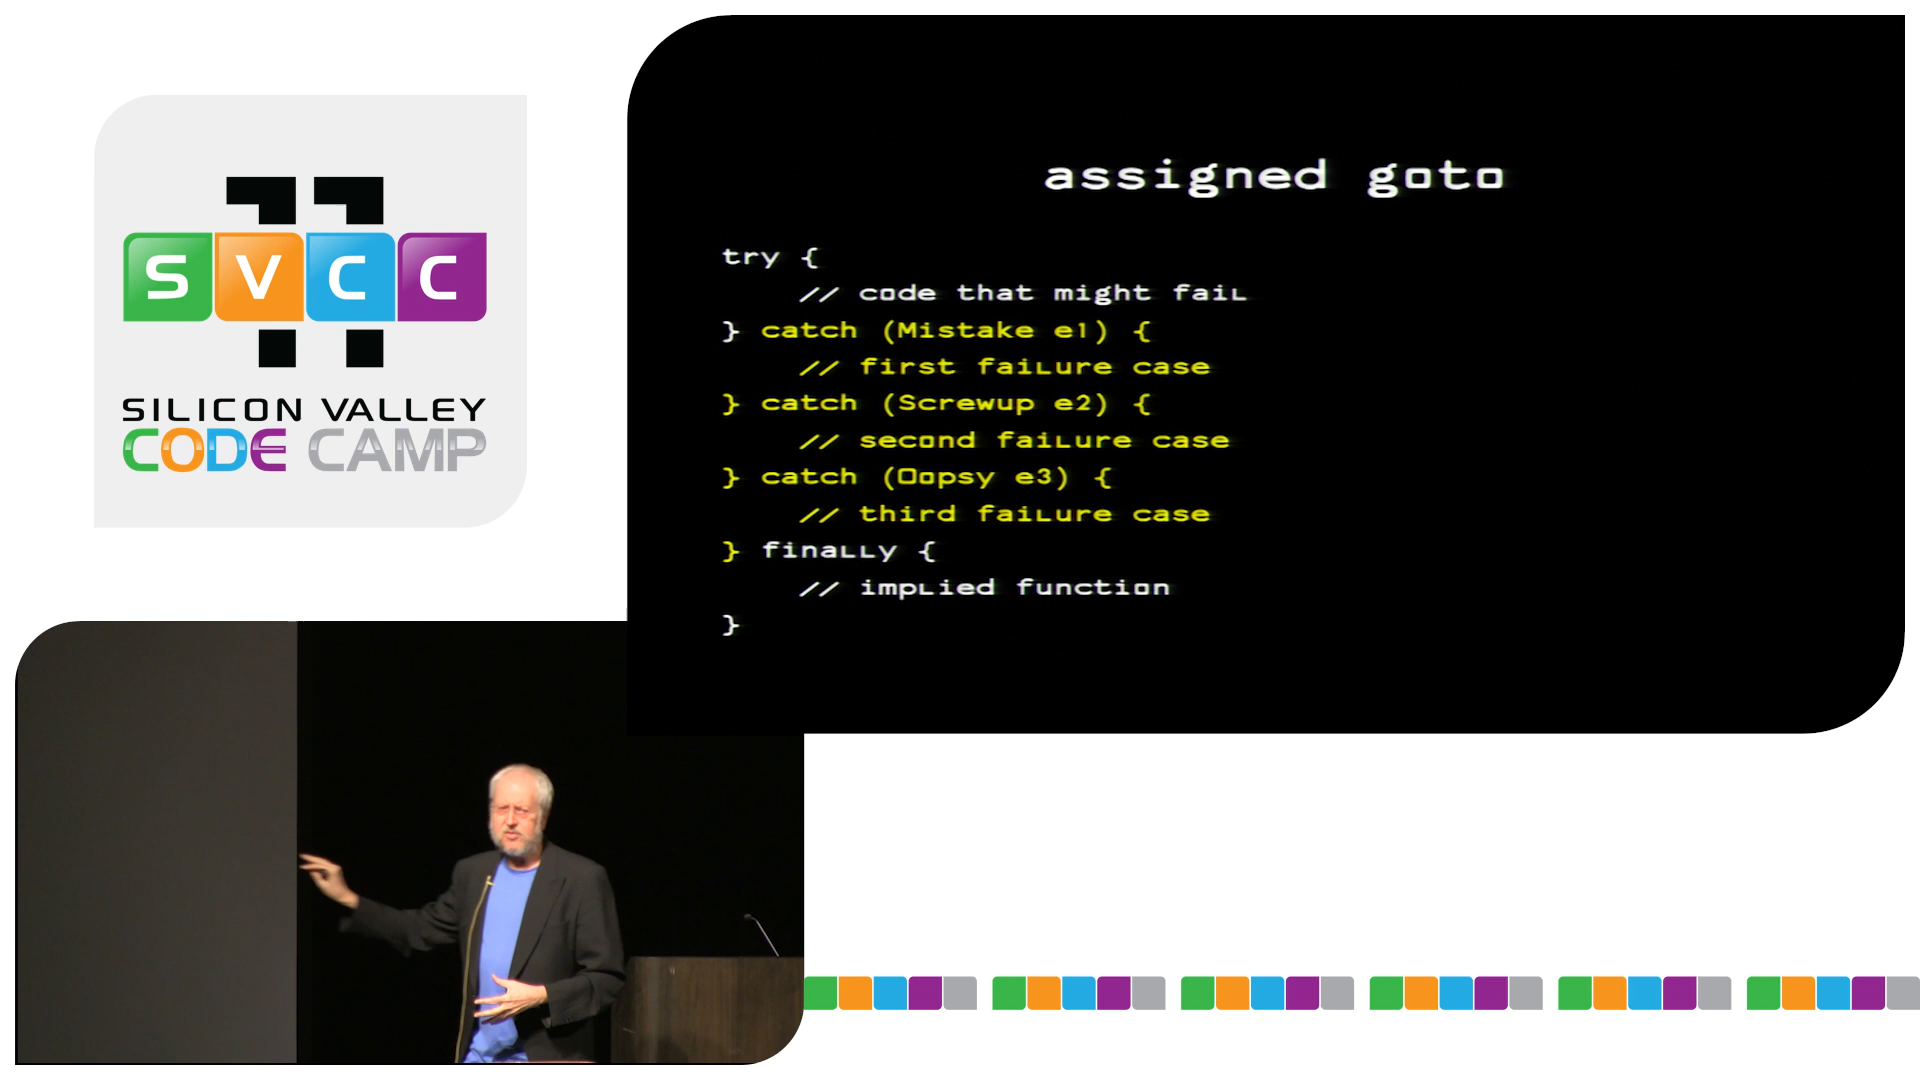 SVCC
SILICON VALLEY
CODE CAMP
assigned goto
try {
    // code that might fail
} catch (Mistake e1) {
    // first failure case
} catch (Screwup e2) {
    // second failure case
} catch (Oopsy e3) {
    // third failure case
} finally {
    // implied function
}